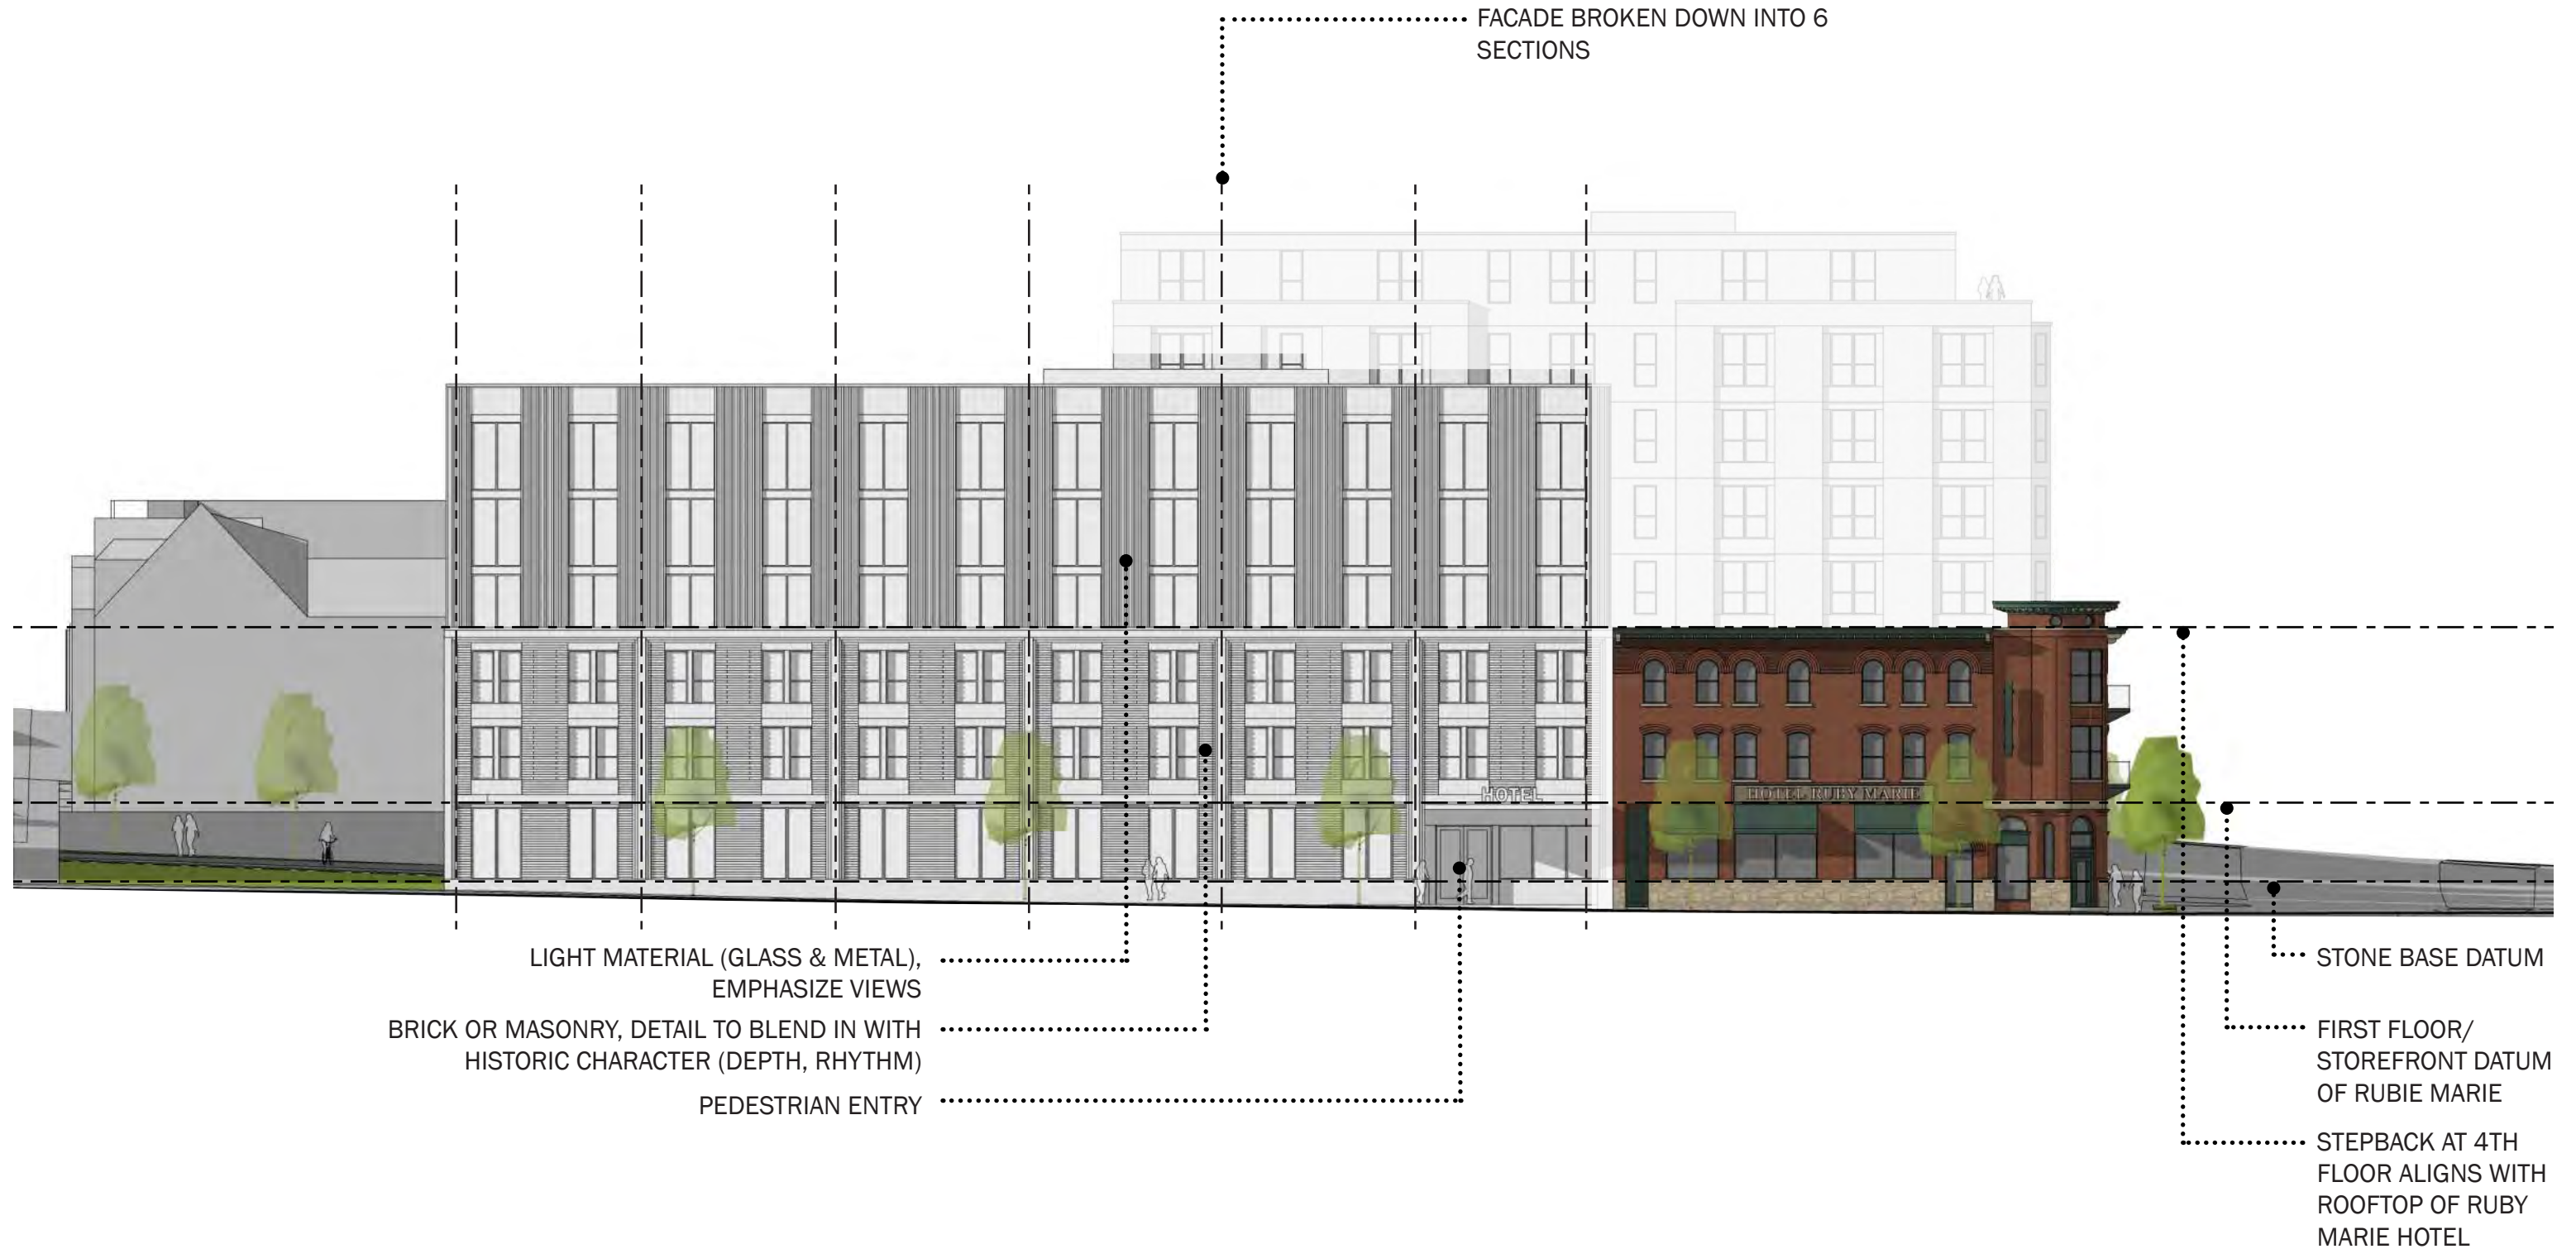 FACADE BROKEN DOWN INTO 6
SECTIONS
HOTEL
HOTEL RUBY MARIE
LIGHT MATERIAL (GLASS & METAL),
EMPHASIZE VIEWS
BRICK OR MASONRY, DETAIL TO BLEND IN WITH
HISTORIC CHARACTER (DEPTH, RHYTHM)
PEDESTRIAN ENTRY
STONE BASE DATUM
FIRST FLOOR/
STOREFRONT DATUM
OF RUBIE MARIE
STEPBACK AT 4TH
FLOOR ALIGNS WITH
ROOFTOP OF RUBY
MARIE HOTEL